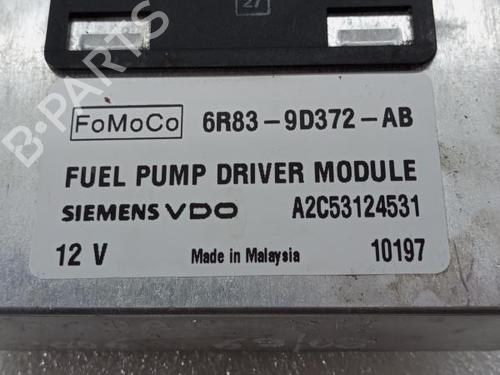 27
B-PARTS
FoMoCo 6R83-9D372-AB
FUEL PUMP DRIVER MODULE
SIEMENS VDO A2C53124531
12 V Made in Malaysia 10197